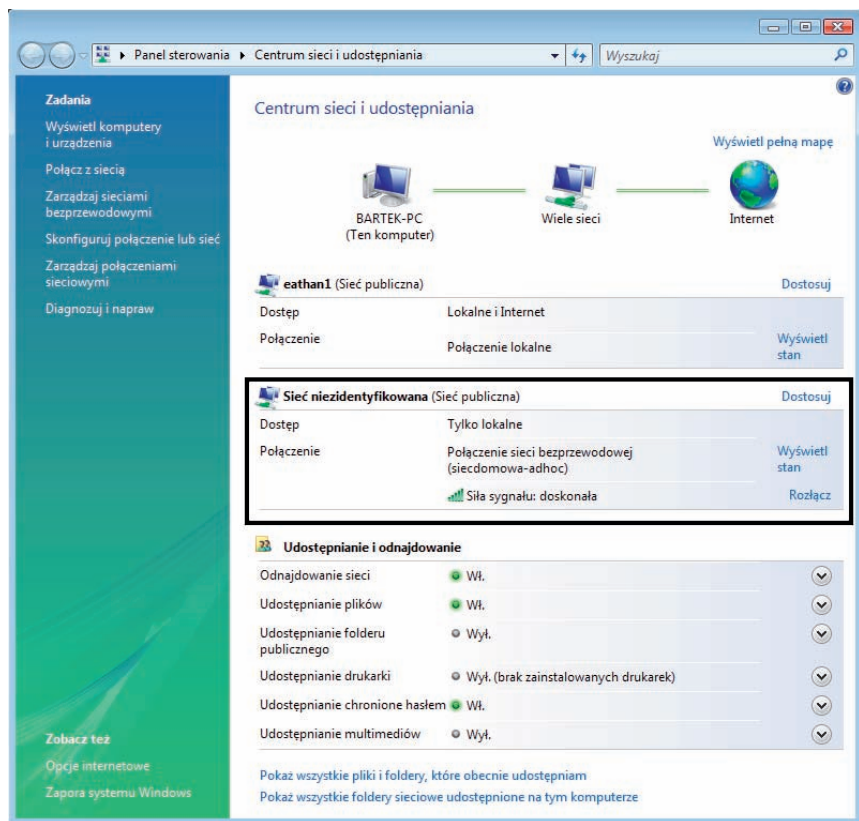 Panel sterowania ▸ Centrum sieci i udostępniania
Wyszukaj
Zadania
Wyświetl komputery
i urządzenia
Połącz z siecią
Zarządzaj sieciami
bezprzewodowymi
Skonfiguruj połączenie lub sieć
Zarządzaj połączeniami
sieciowymi
Diagnozuj i napraw
Centrum sieci i udostępniania
Wyświetl pełną mapę
BARTEK-PC
(Ten komputer)
Wiele sieci
Internet
eathan1 (Sieć publiczna)
Dostosuj
Dostęp
Lokalne i Internet
Połączenie
Połączenie lokalne
Wyświetl
stan
Sieć niezidentyfikowana (Sieć publiczna)
Dostosuj
Dostęp
Tylko lokalne
Połączenie
Połączenie sieci bezprzewodowej
(siecdomowa-adhoc)
Wyświetl
stan
Siła sygnału: doskonała
Rozłącz
Udostępnianie i odnajdowanie
Odnajdowanie sieci
Wł.
Udostępnianie plików
Wł.
Udostępnianie folderu
publicznego
Wył.
Udostępnianie drukarki
Wył. (brak zainstalowanych drukarek)
Udostępnianie chronione hasłem
Wł.
Udostępnianie multimediów
Wył.
Pokaż wszystkie pliki i foldery, które obecnie udostępniam
Pokaż wszystkie foldery sieciowe udostępnione na tym komputerze
Zobacz też
Opcje internetowe
Zapora systemu Windows